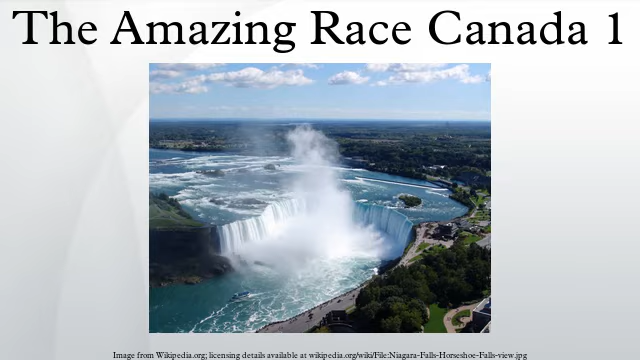 The Amazing Race Canada 1
Image from Wikipedia.org; licensing details available at wikipedia.org/wiki/File:Niagara-Falls-Horseshoe-Falls-view.jpg